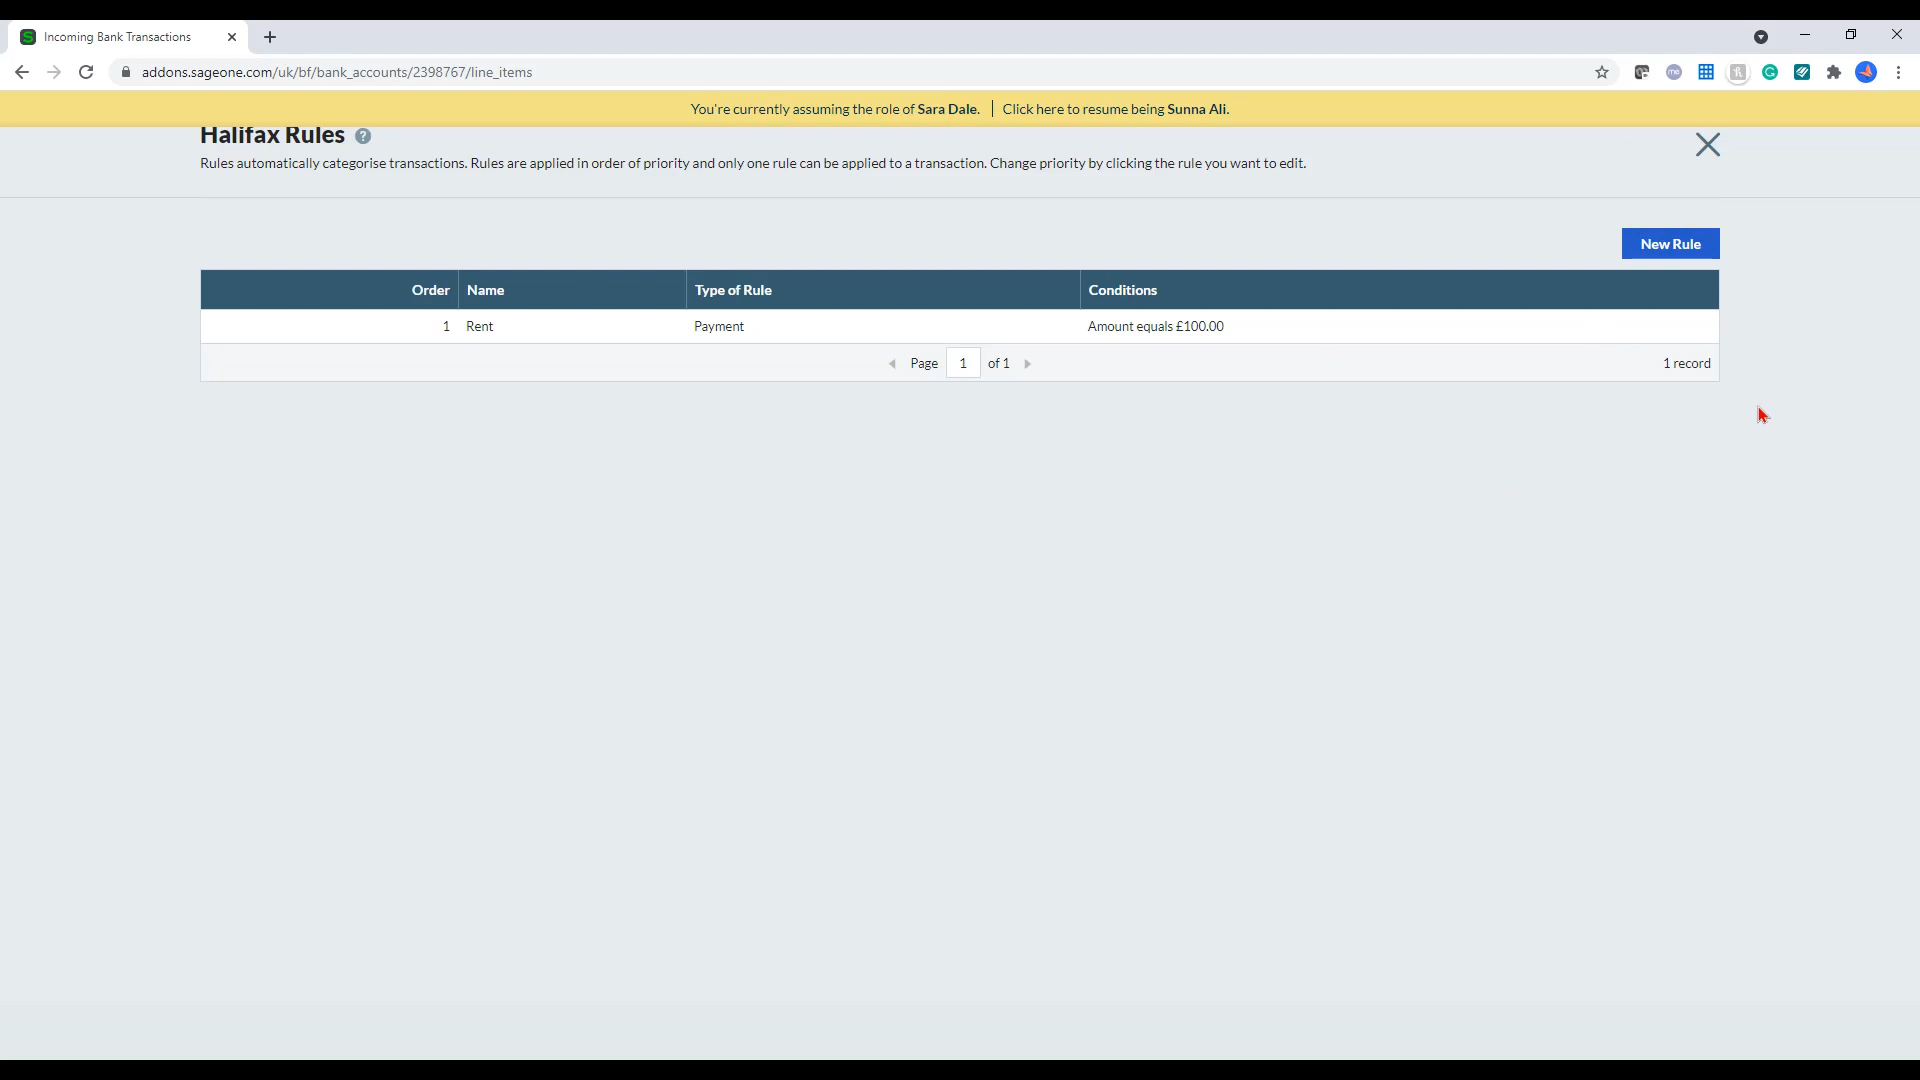 Incoming Bank Transactions
addons.sageone.com/uk/bf/bank_accounts/2398767/line_items
You're currently assuming the role of Sara Dale. | Click here to resume being Sunna Ali.
Halifax Rules ?
Rules automatically categorise transactions. Rules are applied in order of priority and only one rule can be applied to a transaction. Change priority by clicking the rule you want to edit.
New Rule
Order Name Type of Rule Conditions
1 Rent Payment Amount equals £100.00
Page 1 of 1 1 record